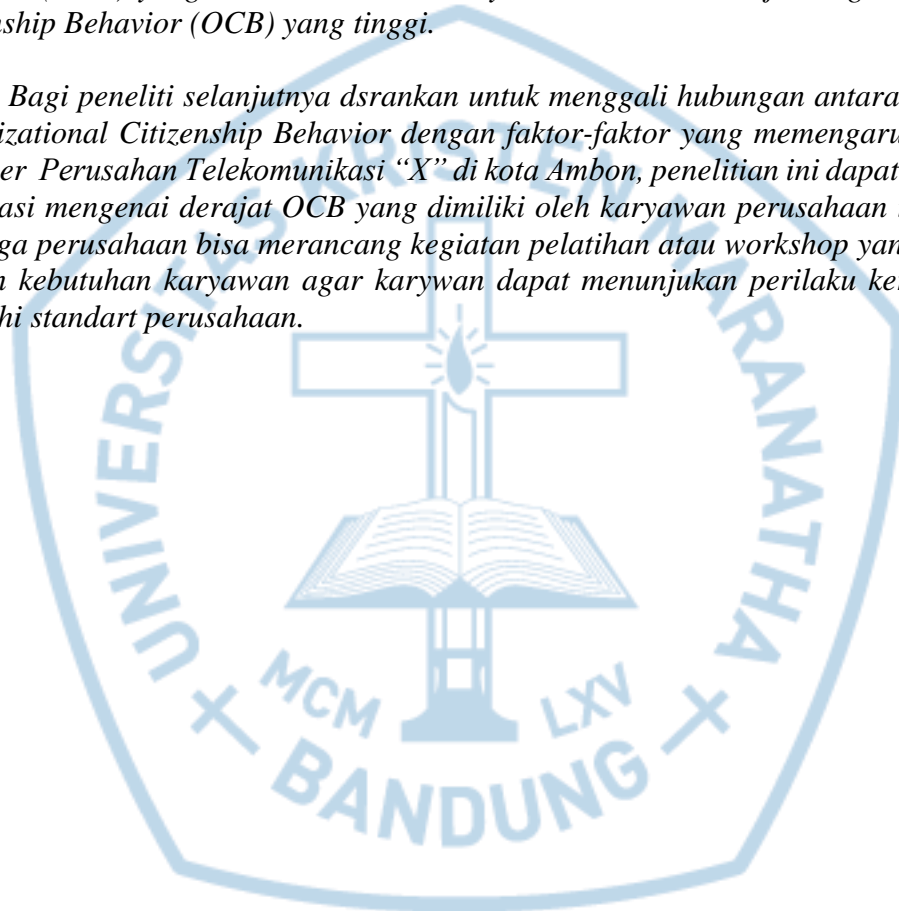 nship Behavior (OCB) yang tinggi.
Bagi peneliti selanjutnya dsrankan untuk menggali hubungan antara
izational Citizenship Behavior dengan faktor-faktor yang memengaru
er Perusahan Telekomunikasi “X” di kota Ambon, penelitian ini dapat
asi mengenai derajat OCB yang dimiliki oleh karyawan perusahaan
ga perusahaan bisa merancang kegiatan pelatihan atau workshop yan
n kebutuhan karyawan agar karywan dapat menunjukan perilaku ker
hi standart perusahaan.
UNIVERSITAS KRISTEN MARANATHA
MCM LXV
BANDUNG